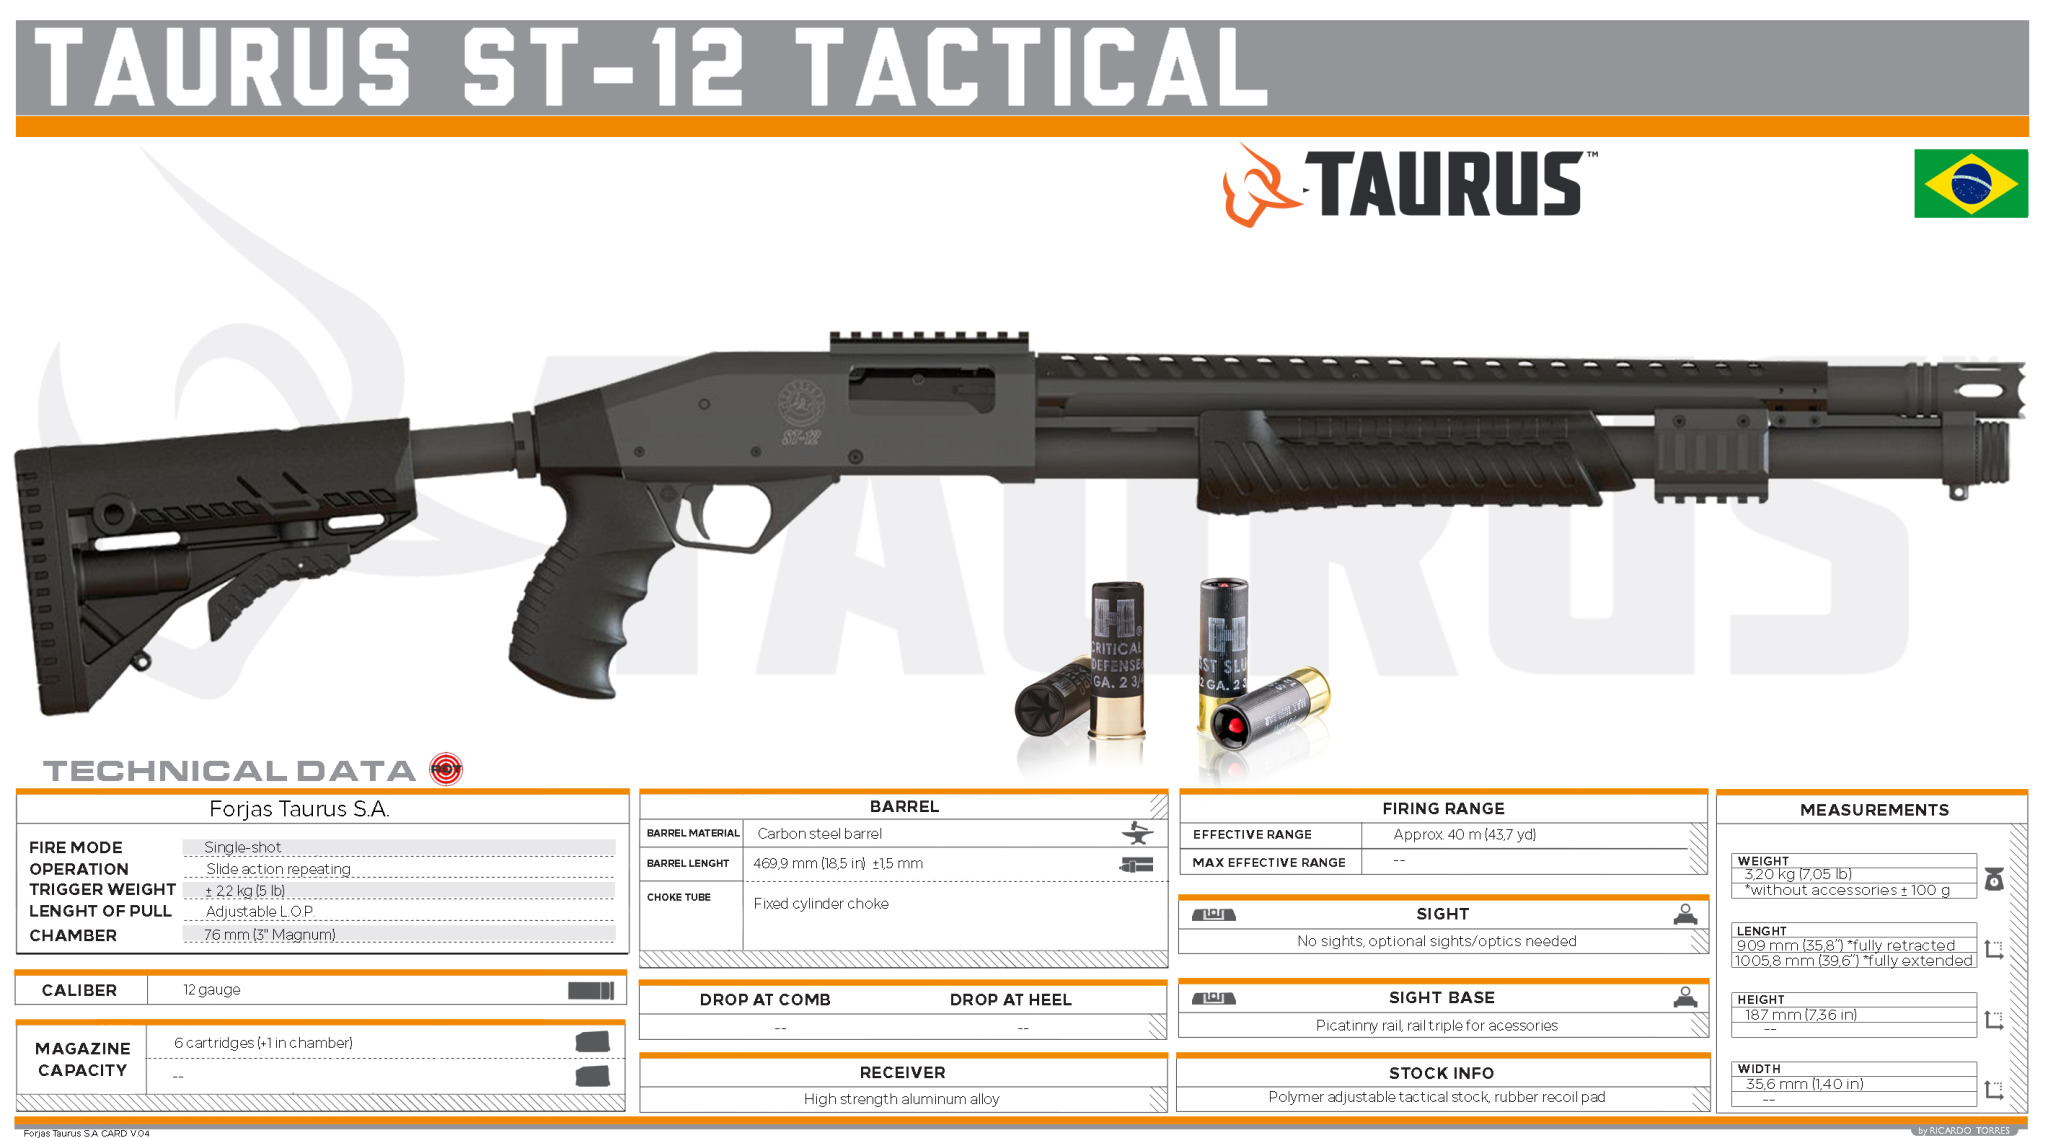 TAURUS ST-12 TACTICAL
TAURUS™
ST-12
CRITICAL
DEFENSE
GA. 2 3/4
H
SST SLU
2 GA. 2 3
TECHNICAL DATA
Forjas Taurus S.A.
FIRE MODE Single-shot
OPERATION Slide action repeating
TRIGGER WEIGHT ± 2,2 kg (5 lb)
LENGHT OF PULL Adjustable L.O.P.
CHAMBER 76 mm (3" Magnum)
CALIBER 12 gauge
MAGAZINE CAPACITY 6 cartridges (+1 in chamber)
--
BARREL
BARREL MATERIAL Carbon steel barrel
BARREL LENGHT 469,9 mm (18,5 in) ±1,5 mm
CHOKE TUBE Fixed cylinder choke
DROP AT COMB DROP AT HEEL
-- --
RECEIVER
High strength aluminum alloy
FIRING RANGE
EFFECTIVE RANGE Approx. 40 m (43,7 yd)
MAX EFFECTIVE RANGE --
SIGHT
No sights, optional sights/optics needed
SIGHT BASE
Picatinny rail, rail triple for acessories
STOCK INFO
Polymer adjustable tactical stock, rubber recoil pad
MEASUREMENTS
WEIGHT
3,20 kg (7,05 lb)
*without accessories ± 100 g
LENGHT
909 mm (35,8") *fully retracted
1005,8 mm (39,6") *fully extended
HEIGHT
187 mm (7,36 in)
--
WIDTH
35,6 mm (1,40 in)
--
Forjas Taurus S.A CARD V.04
by RICARDO TORRES